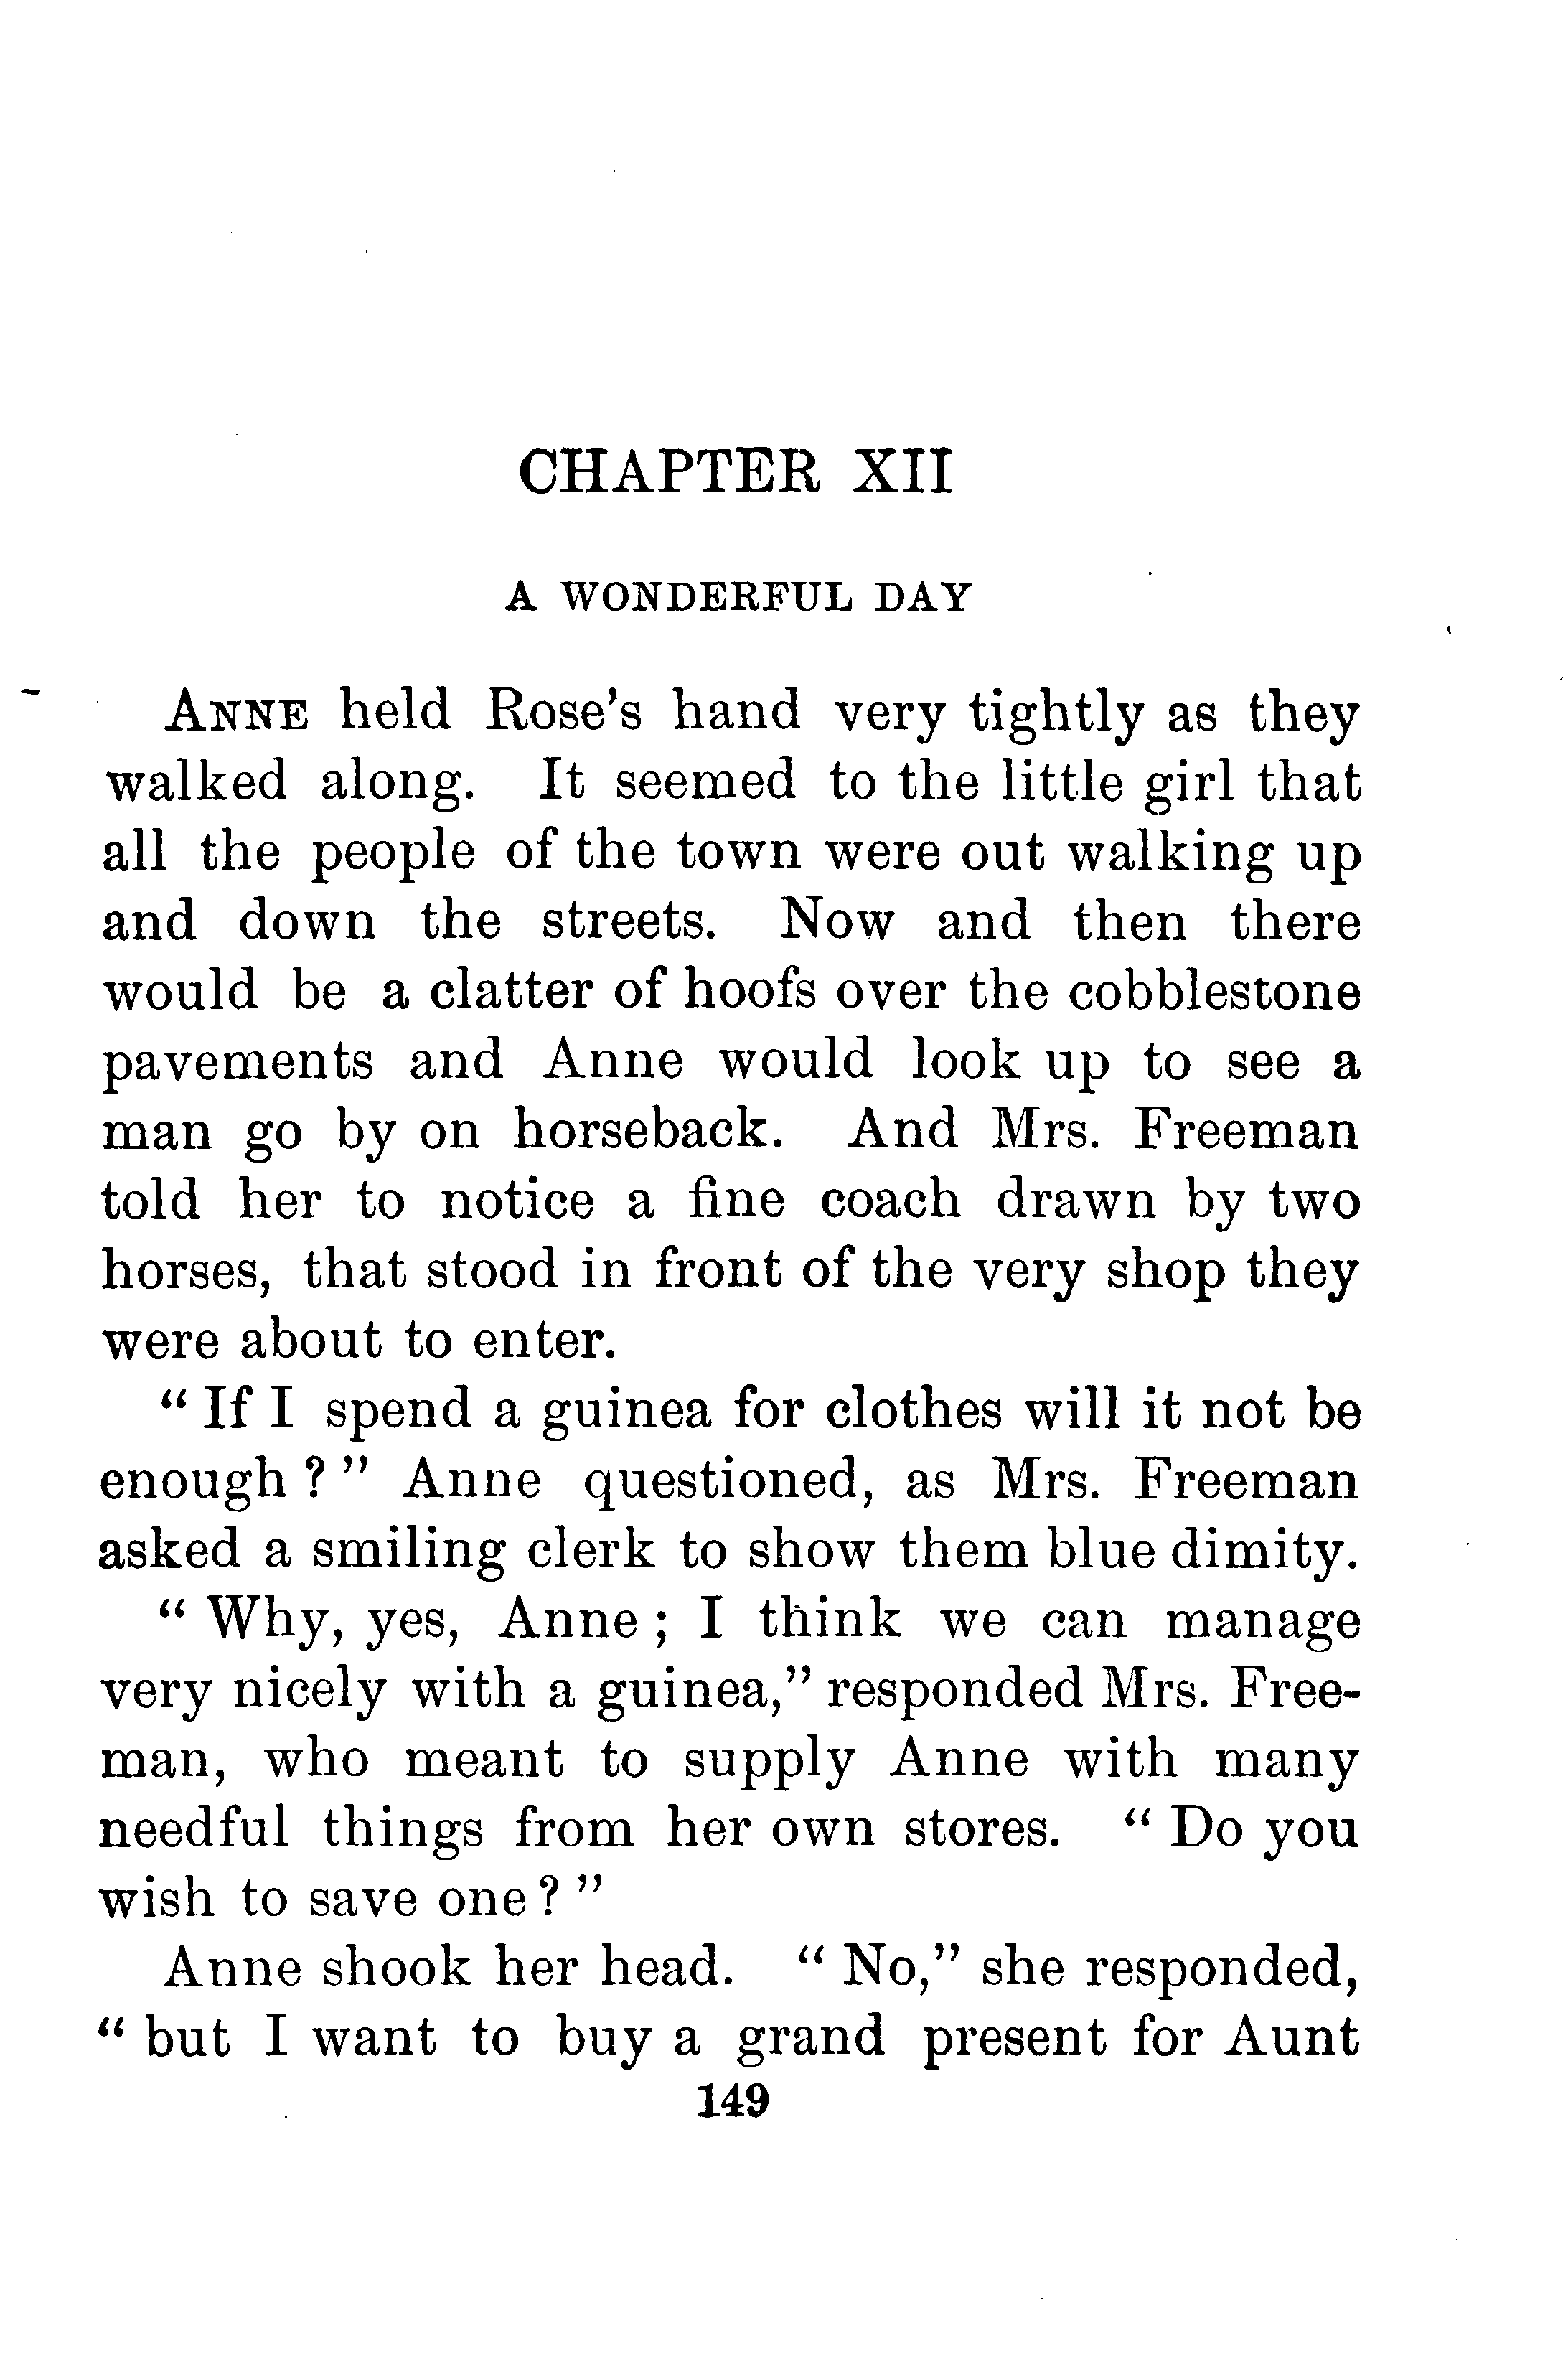 CHAPTER XII
A WONDERFUL DAY
ANNE held Rose's hand very tightly as they
walked along. It seemed to the little girl that
all the people of the town were out walking up
and down the streets. Now and then there
would be a clatter of hoofs over the cobblestone
pavements and Anne would look up to see a
man go by on horseback. And Mrs. Freeman
told her to notice a fine coach drawn by two
horses, that stood in front of the very shop they
were about to enter.
“ If I spend a guinea for clothes will it not be
enough ? ” Anne questioned, as Mrs. Freeman
asked a smiling clerk to show them blue dimity.
“ Why, yes, Anne ; I think we can manage
very nicely with a guinea,” responded Mrs. Free-
man, who meant to supply Anne with many
needful things from her own stores. “ Do you
wish to save one ? ”
Anne shook her head. “ No,” she responded,
“ but I want to buy a grand present for Aunt
149